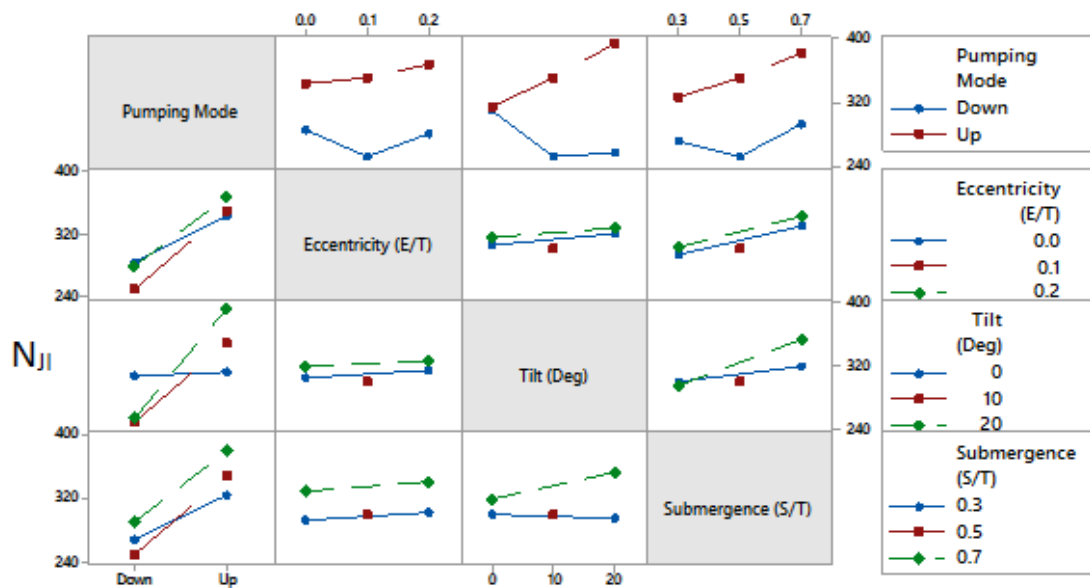 0.0 0.1 0.2 0.3 0.5 0.7
400
Pumping
Mode
Down
Up
320
240
Pumping Mode
400
320
240
Eccentricity (E/T)
Eccentricity
(E/T)
0.0
0.1
0.2
N_JI
400
320
240
Tilt (Deg)
Tilt
(Deg)
0
10
20
400
320
240
Submergence (S/T)
Submergence
(S/T)
0.3
0.5
0.7
Down Up 0 10 20